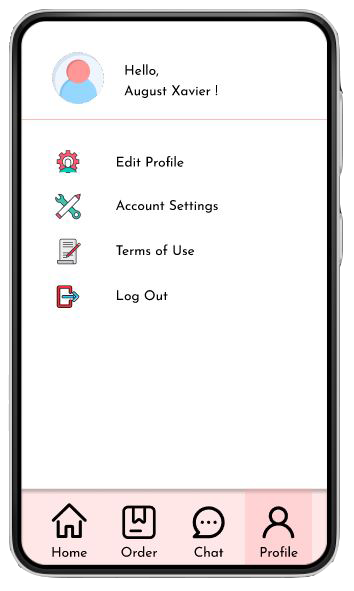 Hello,
August Xavier !
Edit Profile
Account Settings
Terms of Use
Log Out
Home
Order
Chat
Profile